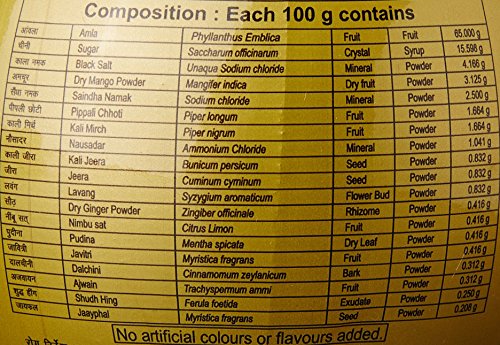 Composition : Each 100 g contains
आंवला Amla Phyllanthus Emblica Fruit Fruit 65.000 g
चीनी Sugar Saccharum officinarum Crystal Syrup 15.598 g
काला नमक Black Salt Unaqua Sodium chloride Mineral Powder 4.166 g
अमचूर Dry Mango Powder Mangifer indica Dry fruit Powder 3.125 g
सैंधा नमक Saindha Namak Sodium chloride Mineral Powder 2.500 g
पीपली छोटी Pippali Chhoti Piper longum Fruit Powder 1.664 g
काली मिर्च Kali Mirch Piper nigrum Fruit Powder 1.664 g
नौसादर Nausadar Ammonium Chloride Mineral Powder 1.041 g
काली जीरा Kali Jeera Bunicum persicum Seed Powder 0.832 g
जीरा Jeera Cuminum cyminum Seed Powder 0.832 g
लवंग Lavang Syzygium aromaticum Flower Bud Powder 0.832 g
सौंठ Dry Ginger Powder Zingiber officinale Rhizome Powder 0.416 g
नींबू सत् Nimbu sat Citrus Limon Fruit Powder 0.416 g
पुदीना Pudina Mentha spicata Dry Leaf Powder 0.416 g
जावित्री Javitri Myristica fragrans Fruit Powder 0.416 g
दालचीनी Dalchini Cinnamomum zeylanicum Bark Powder 0.312 g
अजवायन Ajwain Trachyspermum ammi Fruit Powder 0.312 g
शुद्ध हींग Shudh Hing Ferula foetida Exudate Powder 0.250 g
जायफल Jaayphal Myristica fragrans Seed Powder 0.208 g
No artificial colours or flavours added.
रोग